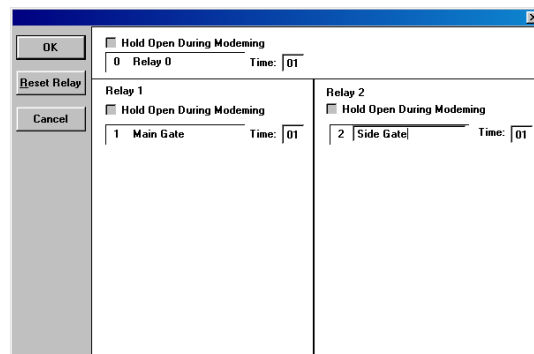 OK
Reset Relay
Cancel
Hold Open During Modeming
0 Relay 0 Time: 01
Relay 1
Hold Open During Modeming
1 Main Gate Time: 01
Relay 2
Hold Open During Modeming
2 Side Gate Time: 01